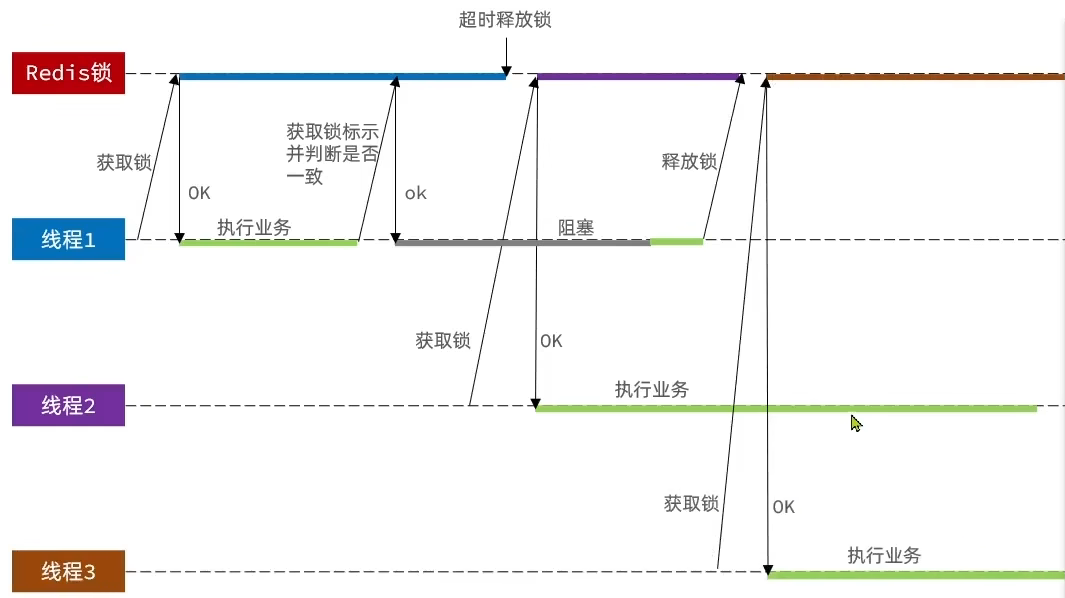 超时释放锁
Redis锁
获取锁
OK
获取锁标示
并判断是否
一致
ok
释放锁
线程1
执行业务
阻塞
获取锁
OK
线程2
执行业务
获取锁
OK
线程3
执行业务